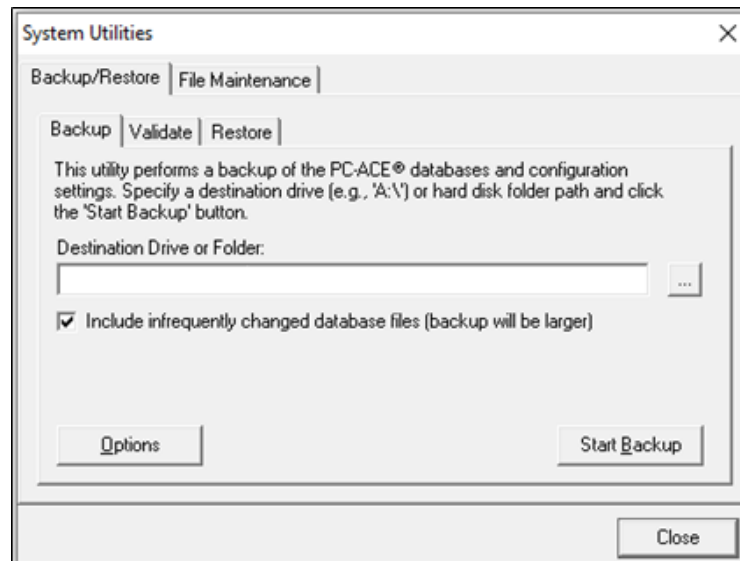 System Utilities
Backup/Restore File Maintenance
Backup Validate Restore
This utility performs a backup of the PC-ACE® databases and configuration
settings. Specify a destination drive (e.g., 'A:\') or hard disk folder path and click
the 'Start Backup' button.
Destination Drive or Folder:
...
Include infrequently changed database files (backup will be larger)
Options Start Backup
Close